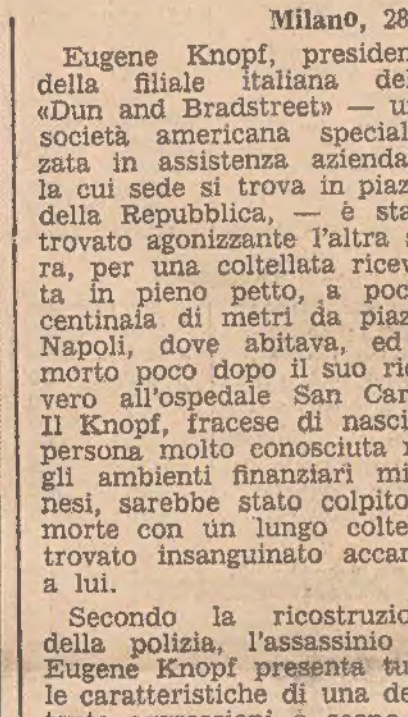 Milano, 28
Eugene Knopf, presiden
della filiale italiana de
«Dun and Bradstreet» — u
società americana special
zata in assistenza azienda
la cui sede si trova in piaz
della Repubblica, — è sta
trovato agonizzante l'altra s
ra, per una coltellata ricev
ta in pieno petto, a poc
centinaia di metri da piaz
Napoli, dove abitava, ed
morto poco dopo il suo ric
vero all'ospedale San Car
Il Knopf, fracese di nasci
persona molto conosciuta n
gli ambienti finanziari mi
nesi, sarebbe stato colpito
morte con un lungo colte
trovato insanguinato accan
a lui.
Secondo la ricostruzio
della polizia, l'assassinio
Eugene Knopf presenta tu
le caratteristiche di una de